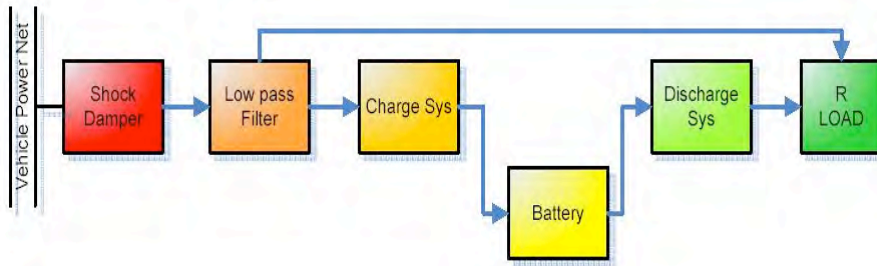 Vehicle Power Net
Shock
Damper
Low pass
Filter
Charge Sys
Battery
Discharge
Sys
R
LOAD